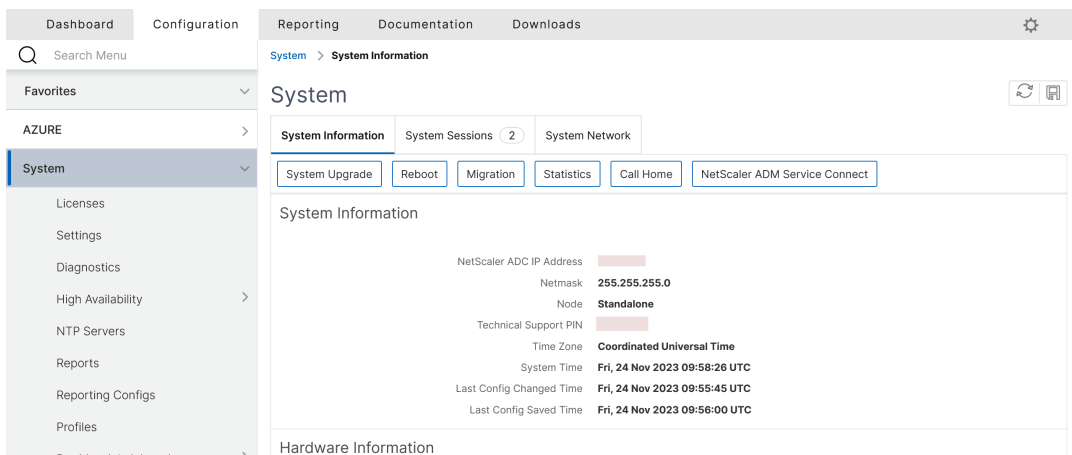 Dashboard Configuration Reporting Documentation Downloads
Search Menu
System > System Information
Favorites
System
AZURE
System Information System Sessions 2 System Network
System
System Upgrade Reboot Migration Statistics Call Home NetScaler ADM Service Connect
Licenses
System Information
Settings
NetScaler ADC IP Address
Diagnostics
Netmask 255.255.255.0
High Availability
Node Standalone
Technical Support PIN
NTP Servers
Time Zone Coordinated Universal Time
Reports
System Time Fri, 24 Nov 2023 09:58:26 UTC
Last Config Changed Time Fri, 24 Nov 2023 09:55:45 UTC
Reporting Configs
Last Config Saved Time Fri, 24 Nov 2023 09:56:00 UTC
Profiles
Hardware Information